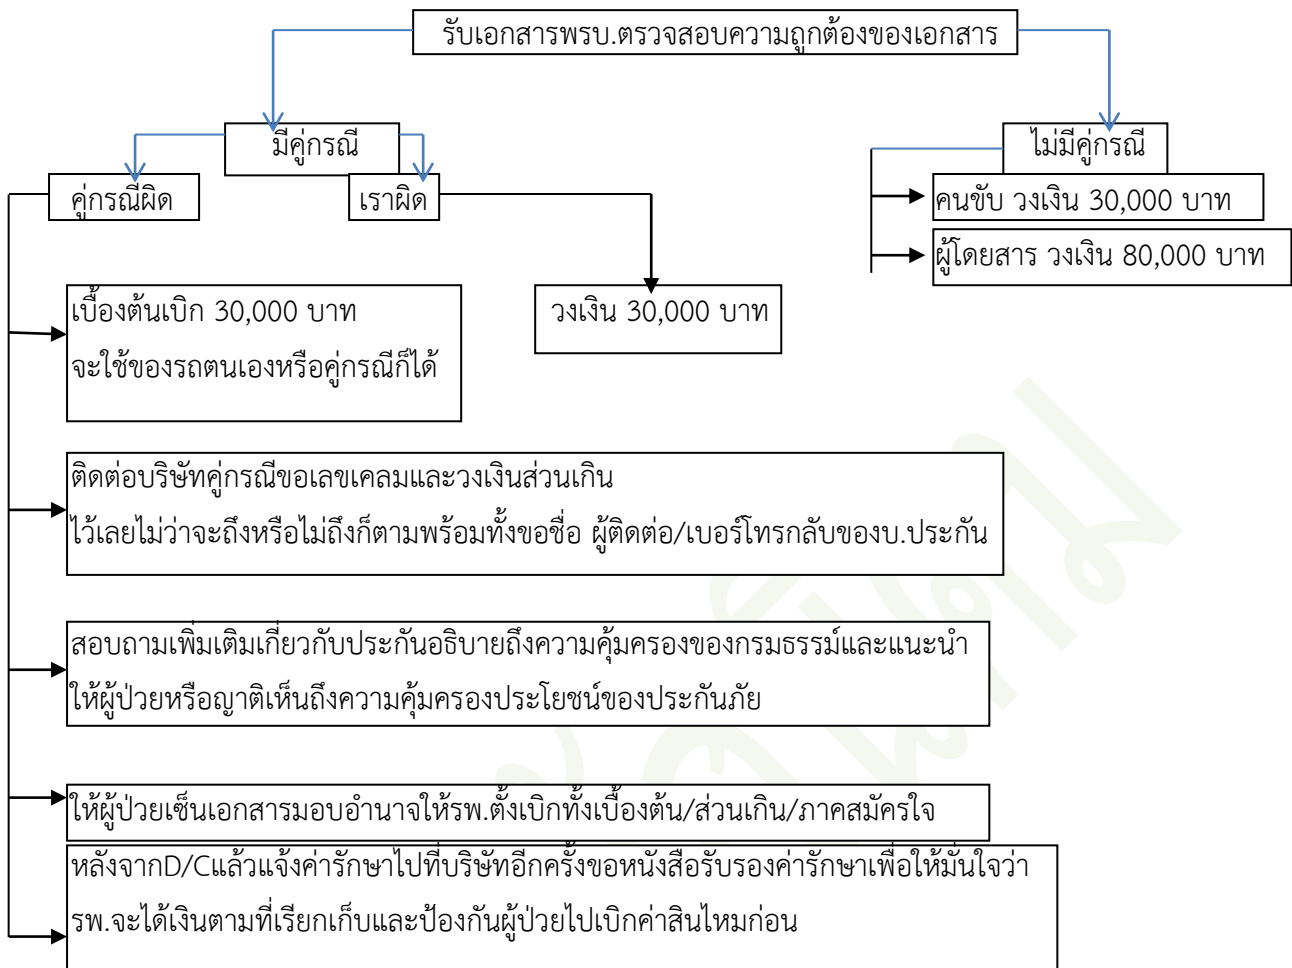 รับเอกสารพรบ.ตรวจสอบความถูกต้องของเอกสาร
มีคู่กรณี
ไม่มีคู่กรณี
คู่กรณีผิด
เราผิด
คนขับ วงเงิน 30,000 บาท
ผู้โดยสาร วงเงิน 80,000 บาท
เบื้องต้นเบิก 30,000 บาท
จะใช้ของรถตนเองหรือคู่กรณีก็ได้
วงเงิน 30,000 บาท
ติดต่อบริษัทคู่กรณีขอเลขเคลมและวงเงินส่วนเกิน
ไว้เลยไม่ว่าจะถึงหรือไม่ถึงก็ตามพร้อมทั้งขอชื่อ ผู้ติดต่อ/เบอร์โทรกลับของบ.ประกัน
สอบถามเพิ่มเติมเกี่ยวกับประกันอธิบายถึงความคุ้มครองของกรมธรรม์และแนะนำ
ให้ผู้ป่วยหรือญาติเห็นถึงความคุ้มครองประโยชน์ของประกันภัย
ให้ผู้ป่วยเซ็นเอกสารมอบอำนาจให้รพ.ตั้งเบิกทั้งเบื้องต้น/ส่วนเกิน/ภาคสมัครใจ
หลังจากD/Cแล้วแจ้งค่ารักษาไปที่บริษัทอีกครั้งขอหนังสือรับรองค่ารักษาเพื่อให้มั่นใจว่า
รพ.จะได้เงินตามที่เรียกเก็บและป้องกันผู้ป่วยไปเบิกค่าสินไหมก่อน